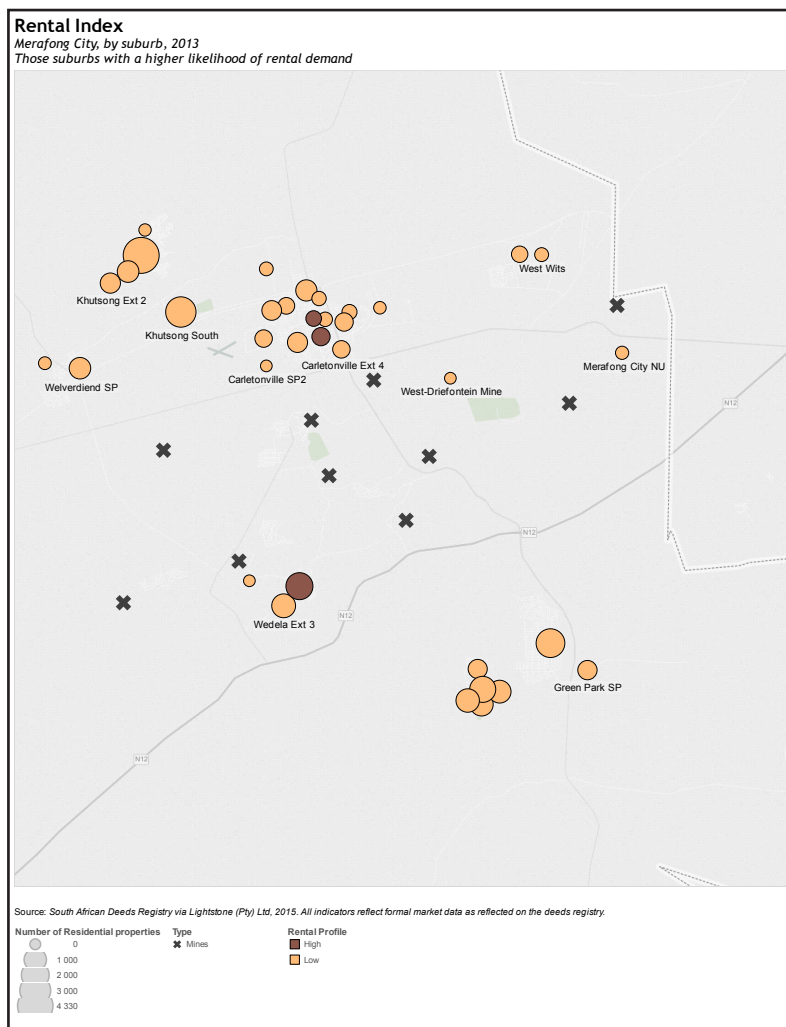 Rental Index
Merafong City, by suburb, 2013
Those suburbs with a higher likelihood of rental demand
West Wits
Khutsong Ext 2
Khutsong South
Merafong City NU
Carletonville Ext 4
Carletonville SP2
Welverdiend SP
West-Driefontein Mine
N12
N12
N12
Wedela Ext 3
Green Park SP
N12
Source: South African Deeds Registry via Lightstone (Pty) Ltd, 2015. All indicators reflect formal market data as reflected on the deeds registry.
Number of Residential properties
0
1 000
2 000
3 000
4 330
Type
Mines
Rental Profile
High
Low